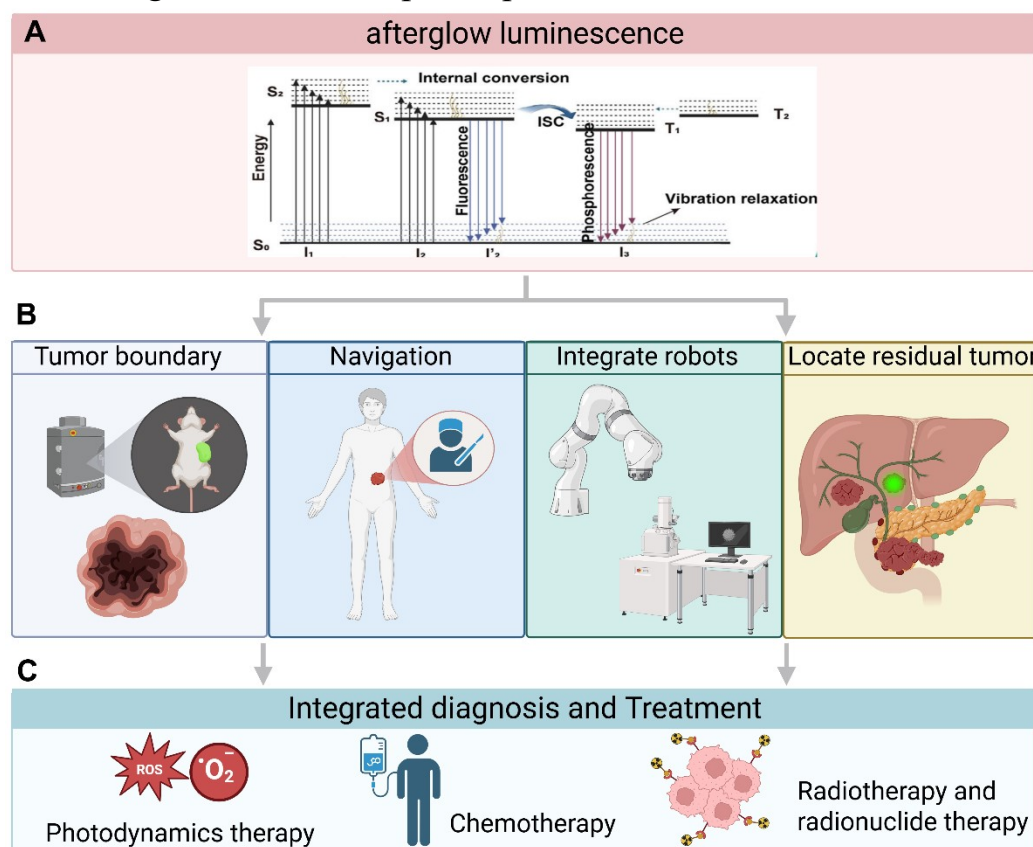 A
afterglow luminescence
Internal conversion
S₂
S₁
ISC
T₁
T₂
Energy
Fluorescence
Phosphorescence
Vibration relaxation
S₀
I₁
I₂
I'₂
I₃
B
Tumor boundary
Navigation
Integrate robots
Locate residual tumor
C
Integrated diagnosis and Treatment
ROS
·O₂⁻
Photodynamics therapy
Chemotherapy
Radiotherapy and
radionuclide therapy